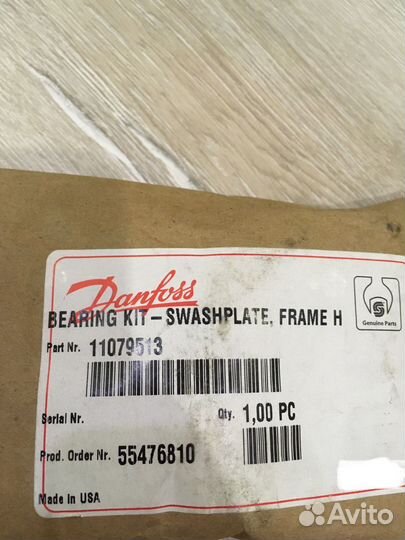 Danfoss
BEARING KIT – SWASHPLATE, FRAME H
Genuine Parts
Part Nr. 11079513
Serial Nr.
Qty. 1,00 PC
Prod. Order Nr. 55476810
Made in USA
Avito